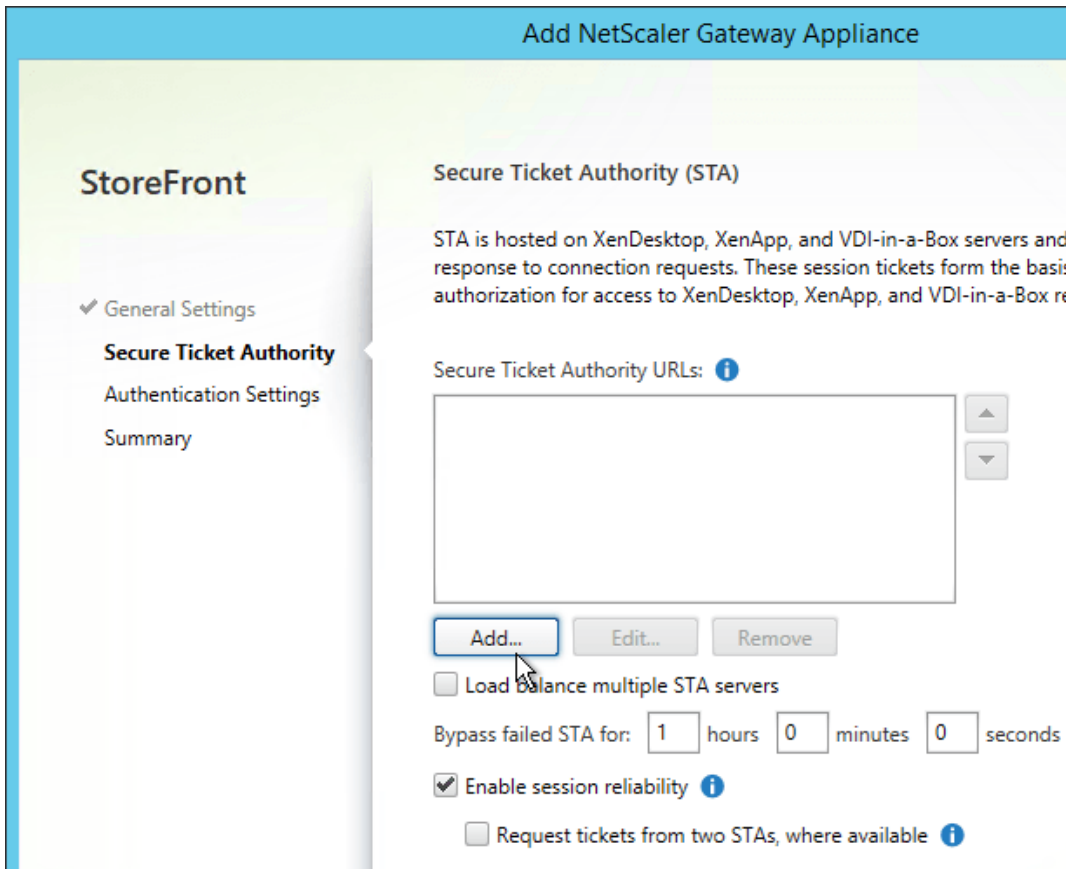 Add NetScaler Gateway Appliance
StoreFront
General Settings
Secure Ticket Authority
Authentication Settings
Summary
Secure Ticket Authority (STA)
STA is hosted on XenDesktop, XenApp, and VDI-in-a-Box servers and
response to connection requests. These session tickets form the basis
authorization for access to XenDesktop, XenApp, and VDI-in-a-Box re
Secure Ticket Authority URLs:
Add... Edit... Remove
Load balance multiple STA servers
Bypass failed STA for: 1 hours 0 minutes 0 seconds
Enable session reliability
Request tickets from two STAs, where available